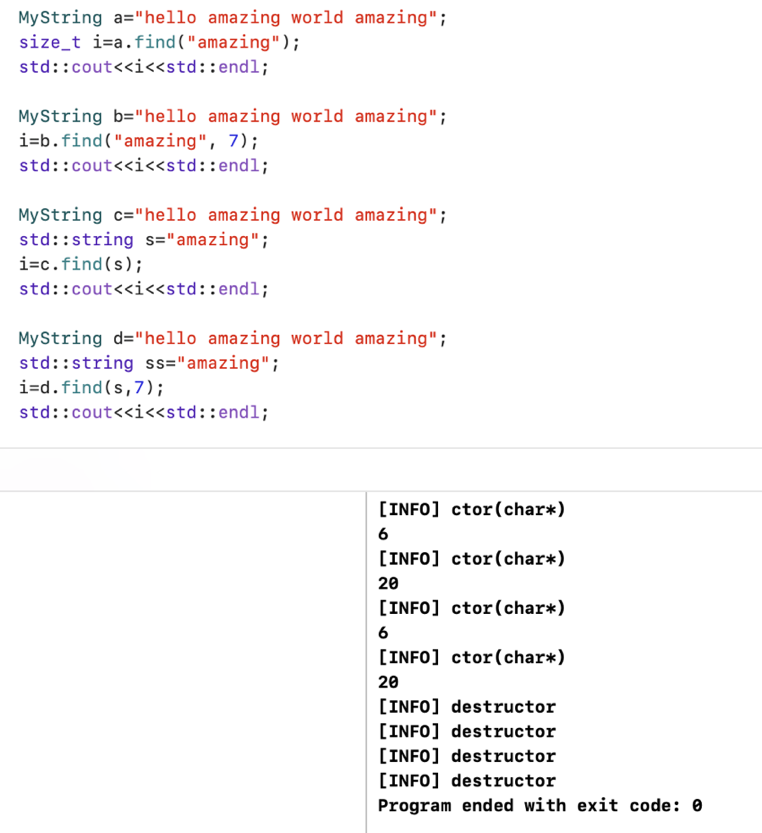 MyString a="hello amazing world amazing";
size_t i=a.find("amazing");
std::cout<<i<<std::endl;
MyString b="hello amazing world amazing";
i=b.find("amazing", 7);
std::cout<<i<<std::endl;
MyString c="hello amazing world amazing";
std::string s="amazing";
i=c.find(s);
std::cout<<i<<std::endl;
MyString d="hello amazing world amazing";
std::string ss="amazing";
i=d.find(s,7);
std::cout<<i<<std::endl;
[INFO] ctor(char*)
6
[INFO] ctor(char*)
20
[INFO] ctor(char*)
6
[INFO] ctor(char*)
20
[INFO] destructor
[INFO] destructor
[INFO] destructor
[INFO] destructor
Program ended with exit code: 0